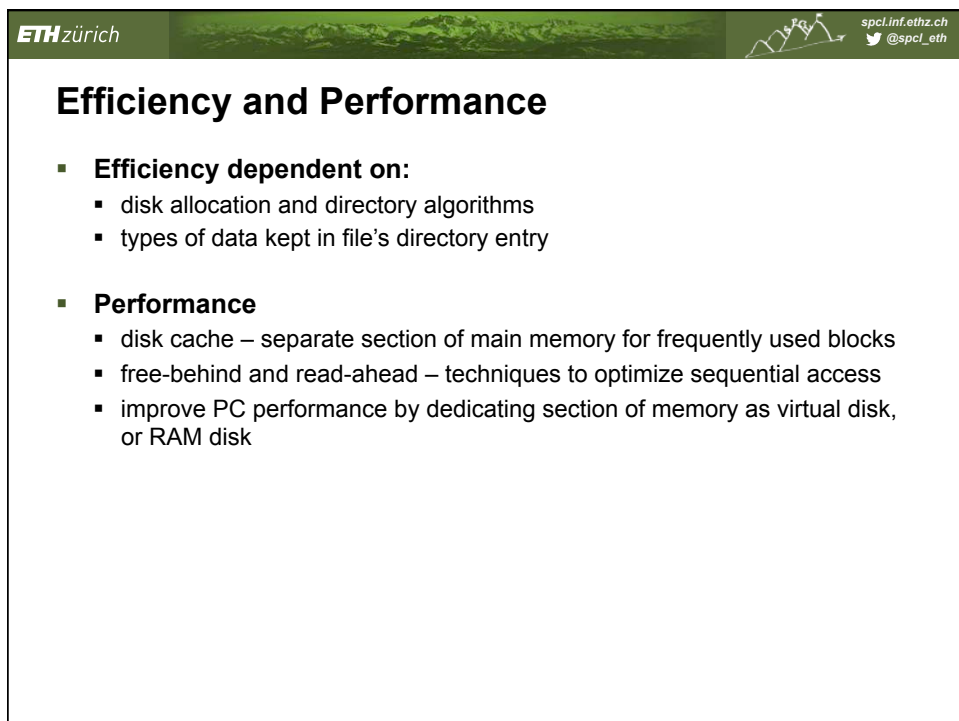 ETH zürich
spcl.inf.ethz.ch
@spcl_eth
Efficiency and Performance
▪ Efficiency dependent on:
▪ disk allocation and directory algorithms
▪ types of data kept in file's directory entry
▪ Performance
▪ disk cache – separate section of main memory for frequently used blocks
▪ free-behind and read-ahead – techniques to optimize sequential access
▪ improve PC performance by dedicating section of memory as virtual disk,
or RAM disk